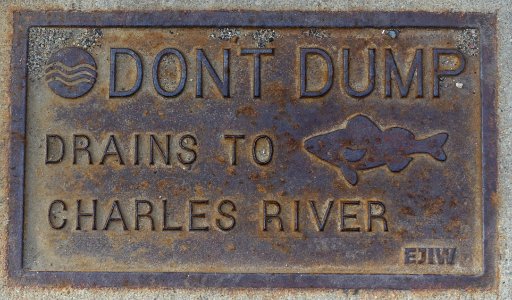 DONT DUMP
DRAINS TO
CHARLES RIVER
EJIW